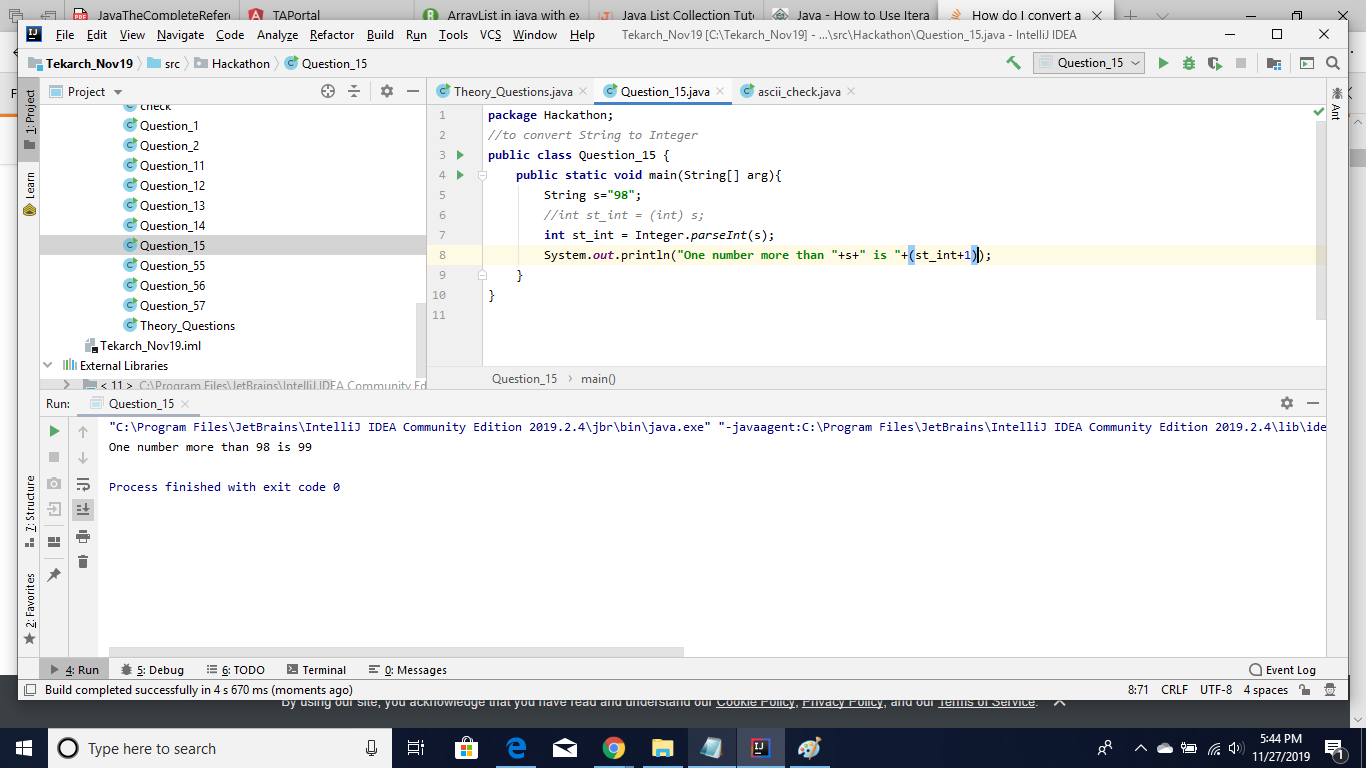 JavaTheCompleteRefere
TAPortal
ArrayList in java with ex
Java List Collection Tuto
Java - How to Use Itera
How do I convert a
File Edit View Navigate Code Analyze Refactor Build Run Tools VCS Window Help Tekarch_Nov19 [C:\Tekarch_Nov19] - ...\src\Hackathon\Question_15.java - IntelliJ IDEA
Tekarch_Nov19 src Hackathon Question_15
Question_15
Project
Theory_Questions.java
Question_15.java
ascii_check.java
1: Project
Learn
7: Structure
2: Favorites
Ant
check
Question_1
Question_2
Question_11
Question_12
Question_13
Question_14
Question_15
Question_55
Question_56
Question_57
Theory_Questions
Tekarch_Nov19.iml
External Libraries
< 11 > C:\Program Files\JetBrains\IntelliJ IDEA Community Ed
1 package Hackathon;
2 //to convert String to Integer
3 public class Question_15 {
4 public static void main(String[] arg){
5 String s="98";
6 //int st_int = (int) s;
7 int st_int = Integer.parseInt(s);
8 System.out.println("One number more than "+s+" is "+(st_int+1));
9 }
10 }
11
Question_15 > main()
Run: Question_15
"C:\Program Files\JetBrains\IntelliJ IDEA Community Edition 2019.2.4\jbr\bin\java.exe" "-javaagent:C:\Program Files\JetBrains\IntelliJ IDEA Community Edition 2019.2.4\lib\ide
One number more than 98 is 99
Process finished with exit code 0
4: Run 5: Debug 6: TODO Terminal 0: Messages Event Log
Build completed successfully in 4 s 670 ms (moments ago) 8:71 CRLF UTF-8 4 spaces
By using our site, you acknowledge that you have read and understand our Cookie Policy, Privacy Policy, and our Terms of Service.
Type here to search
5:44 PM
11/27/2019
1